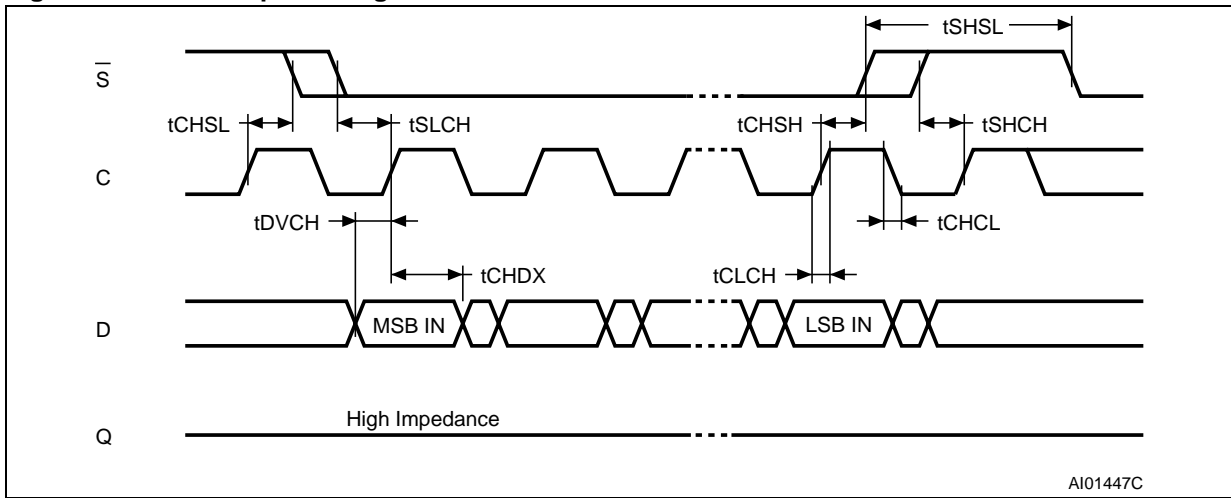 tSHSL
S
tCHSL
tSLCH
tCHSH
tSHCH
C
tDVCH
tCHCL
tCHDX
tCLCH
D
MSB IN
LSB IN
High Impedance
Q
AI01447C